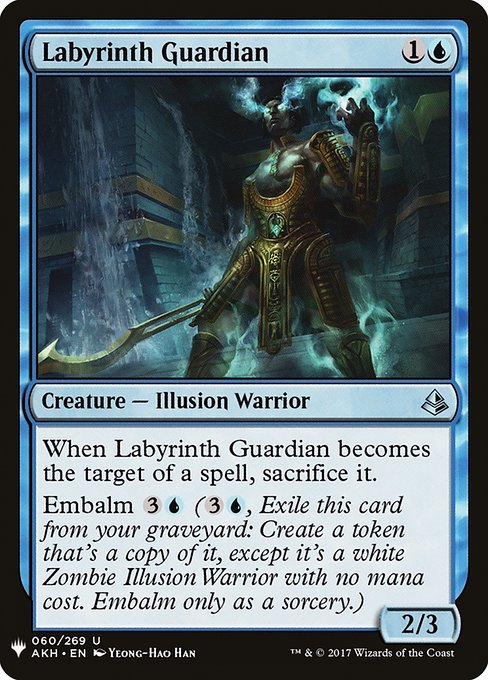 Labyrinth Guardian 1
Creature — Illusion Warrior
When Labyrinth Guardian becomes
the target of a spell, sacrifice it.
Embalm 3 (3, Exile this card
from your graveyard: Create a token
that's a copy of it, except it's a white
Zombie Illusion Warrior with no mana
cost. Embalm only as a sorcery.)
2/3
060/269 U
AKH • EN Yeong-Hao Han
™ & © 2017 Wizards of the Coast